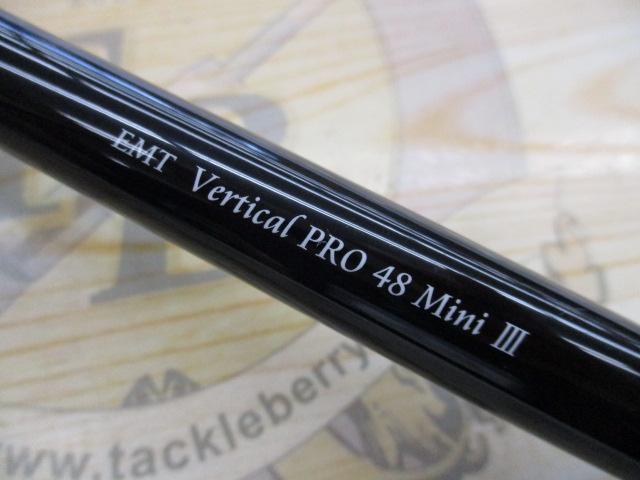 EMT Vertical PRO 48 Mini III
www.tackleberry